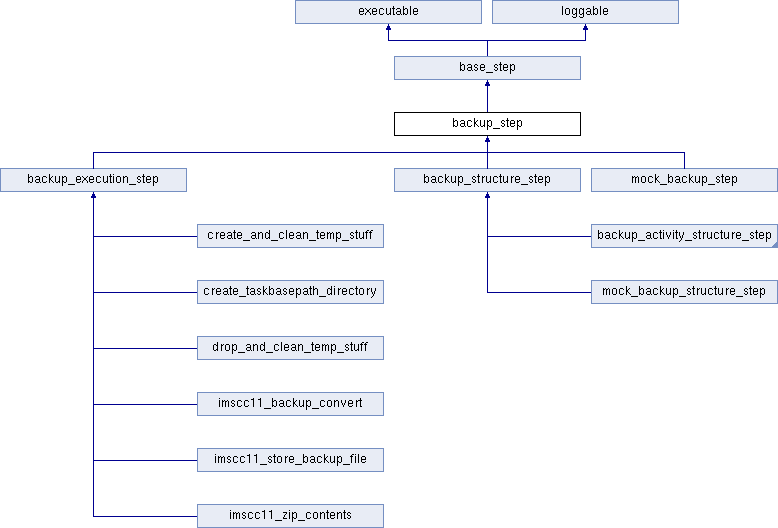 executable
loggable
base_step
backup_step
backup_execution_step
backup_structure_step
mock_backup_step
create_and_clean_temp_stuff
backup_activity_structure_step
create_taskbasepath_directory
mock_backup_structure_step
drop_and_clean_temp_stuff
imscc11_backup_convert
imscc11_store_backup_file
imscc11_zip_contents